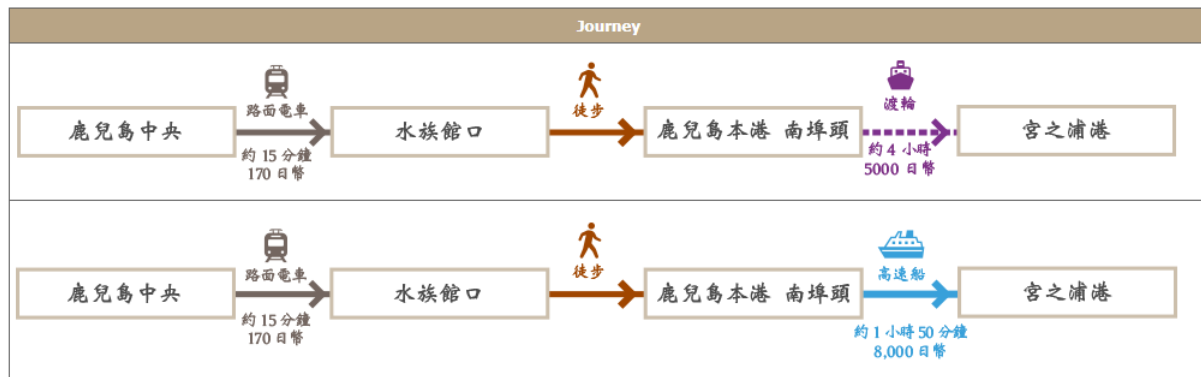 Journey
路面電車
徒步
渡輪
鹿兒島中央
水族館口
鹿兒島本港 南埠頭
宮之浦港
約 15 分鐘
170 日幣
約 4 小時
5000 日幣
路面電車
徒步
高速船
鹿兒島中央
水族館口
鹿兒島本港 南埠頭
宮之浦港
約 15 分鐘
170 日幣
約 1 小時 50 分鐘
8,000 日幣